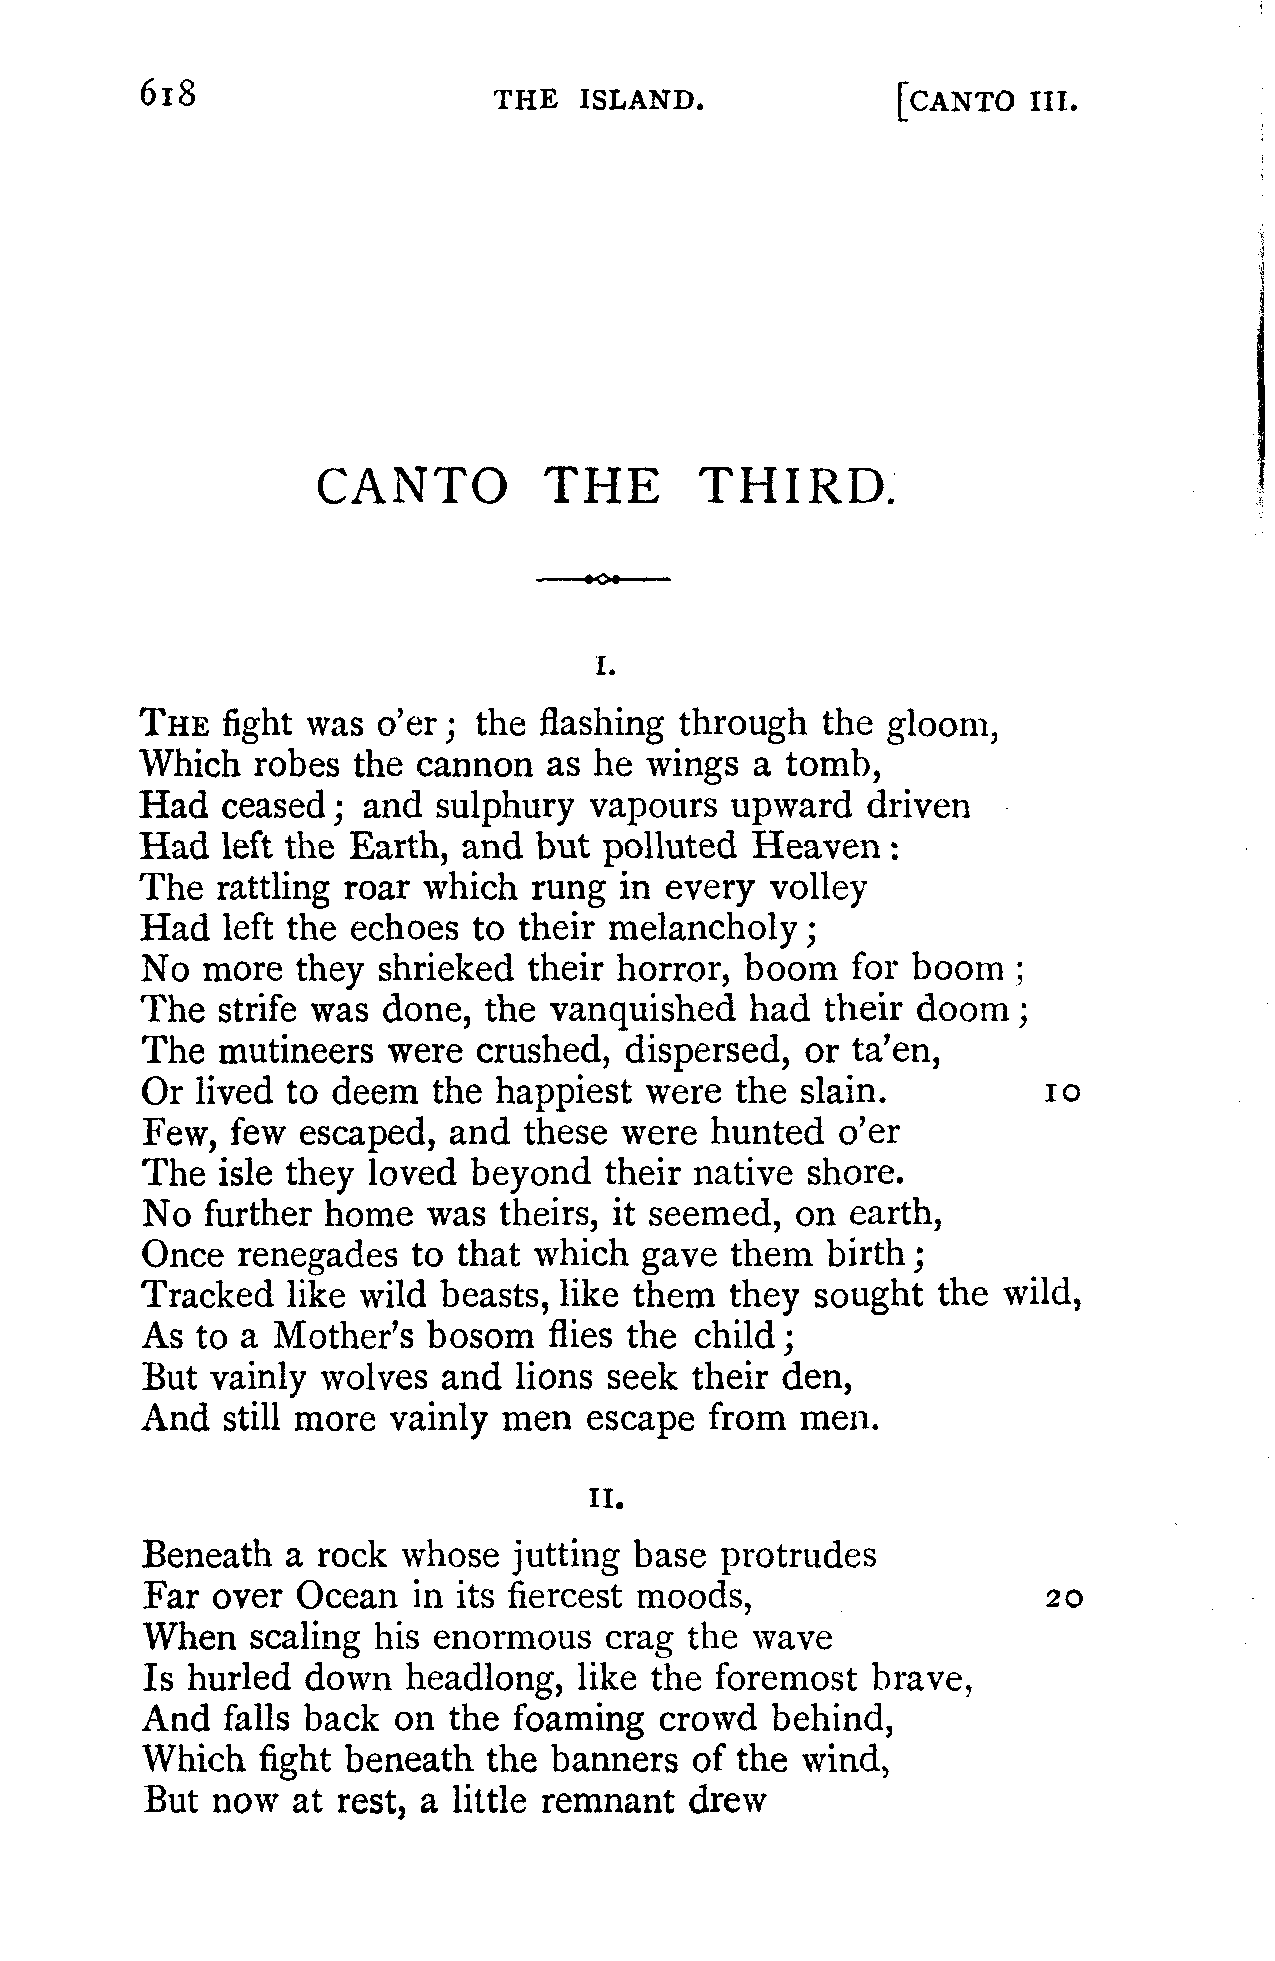 618 THE ISLAND. [CANTO III.
CANTO THE THIRD.
I.
THE fight was o'er; the flashing through the gloom,
Which robes the cannon as he wings a tomb,
Had ceased; and sulphury vapours upward driven
Had left the Earth, and but polluted Heaven:
The rattling roar which rung in every volley
Had left the echoes to their melancholy;
No more they shrieked their horror, boom for boom;
The strife was done, the vanquished had their doom;
The mutineers were crushed, dispersed, or ta'en,
Or lived to deem the happiest were the slain. 10
Few, few escaped, and these were hunted o'er
The isle they loved beyond their native shore.
No further home was theirs, it seemed, on earth,
Once renegades to that which gave them birth;
Tracked like wild beasts, like them they sought the wild,
As to a Mother's bosom flies the child;
But vainly wolves and lions seek their den,
And still more vainly men escape from men.
II.
Beneath a rock whose jutting base protrudes
Far over Ocean in its fiercest moods, 20
When scaling his enormous crag the wave
Is hurled down headlong, like the foremost brave,
And falls back on the foaming crowd behind,
Which fight beneath the banners of the wind,
But now at rest, a little remnant drew